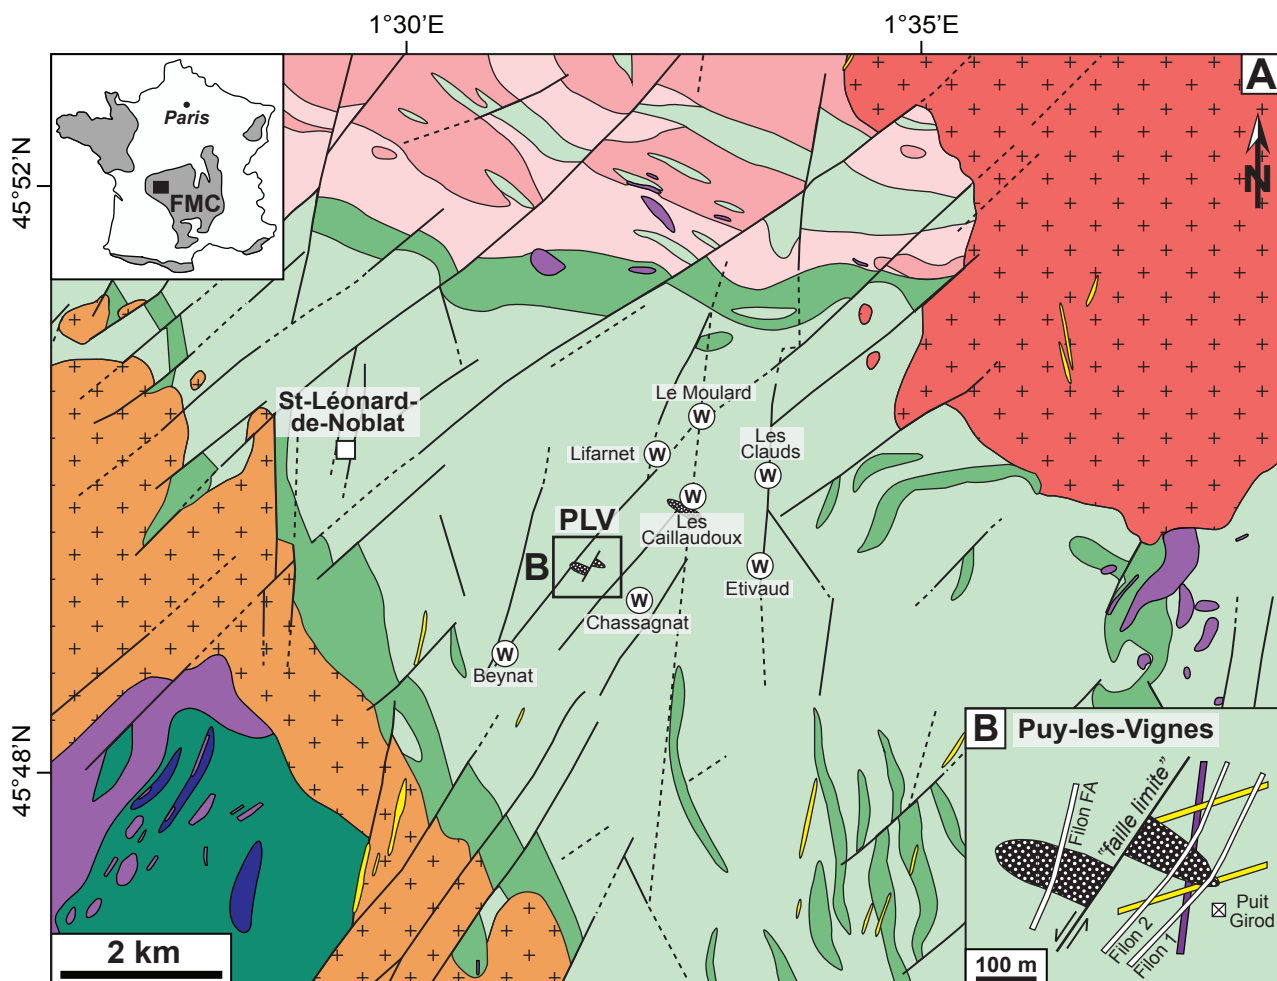 1°30’E
1°35’E
45°52’N
45°48’N
A
N
Paris
FMC
St-Léonard-
de-Noblat
Le Moulard
W
Lifarnet
W
Les
Clauds
W
W
Les
Caillaudoux
PLV
B
W
Etivaud
W
Chassagnat
W
Beynat
2 km
B
Puy-les-Vignes
Filon FA
"faille limite"
Filon 2
Filon 1
Puit
Girod
100 m